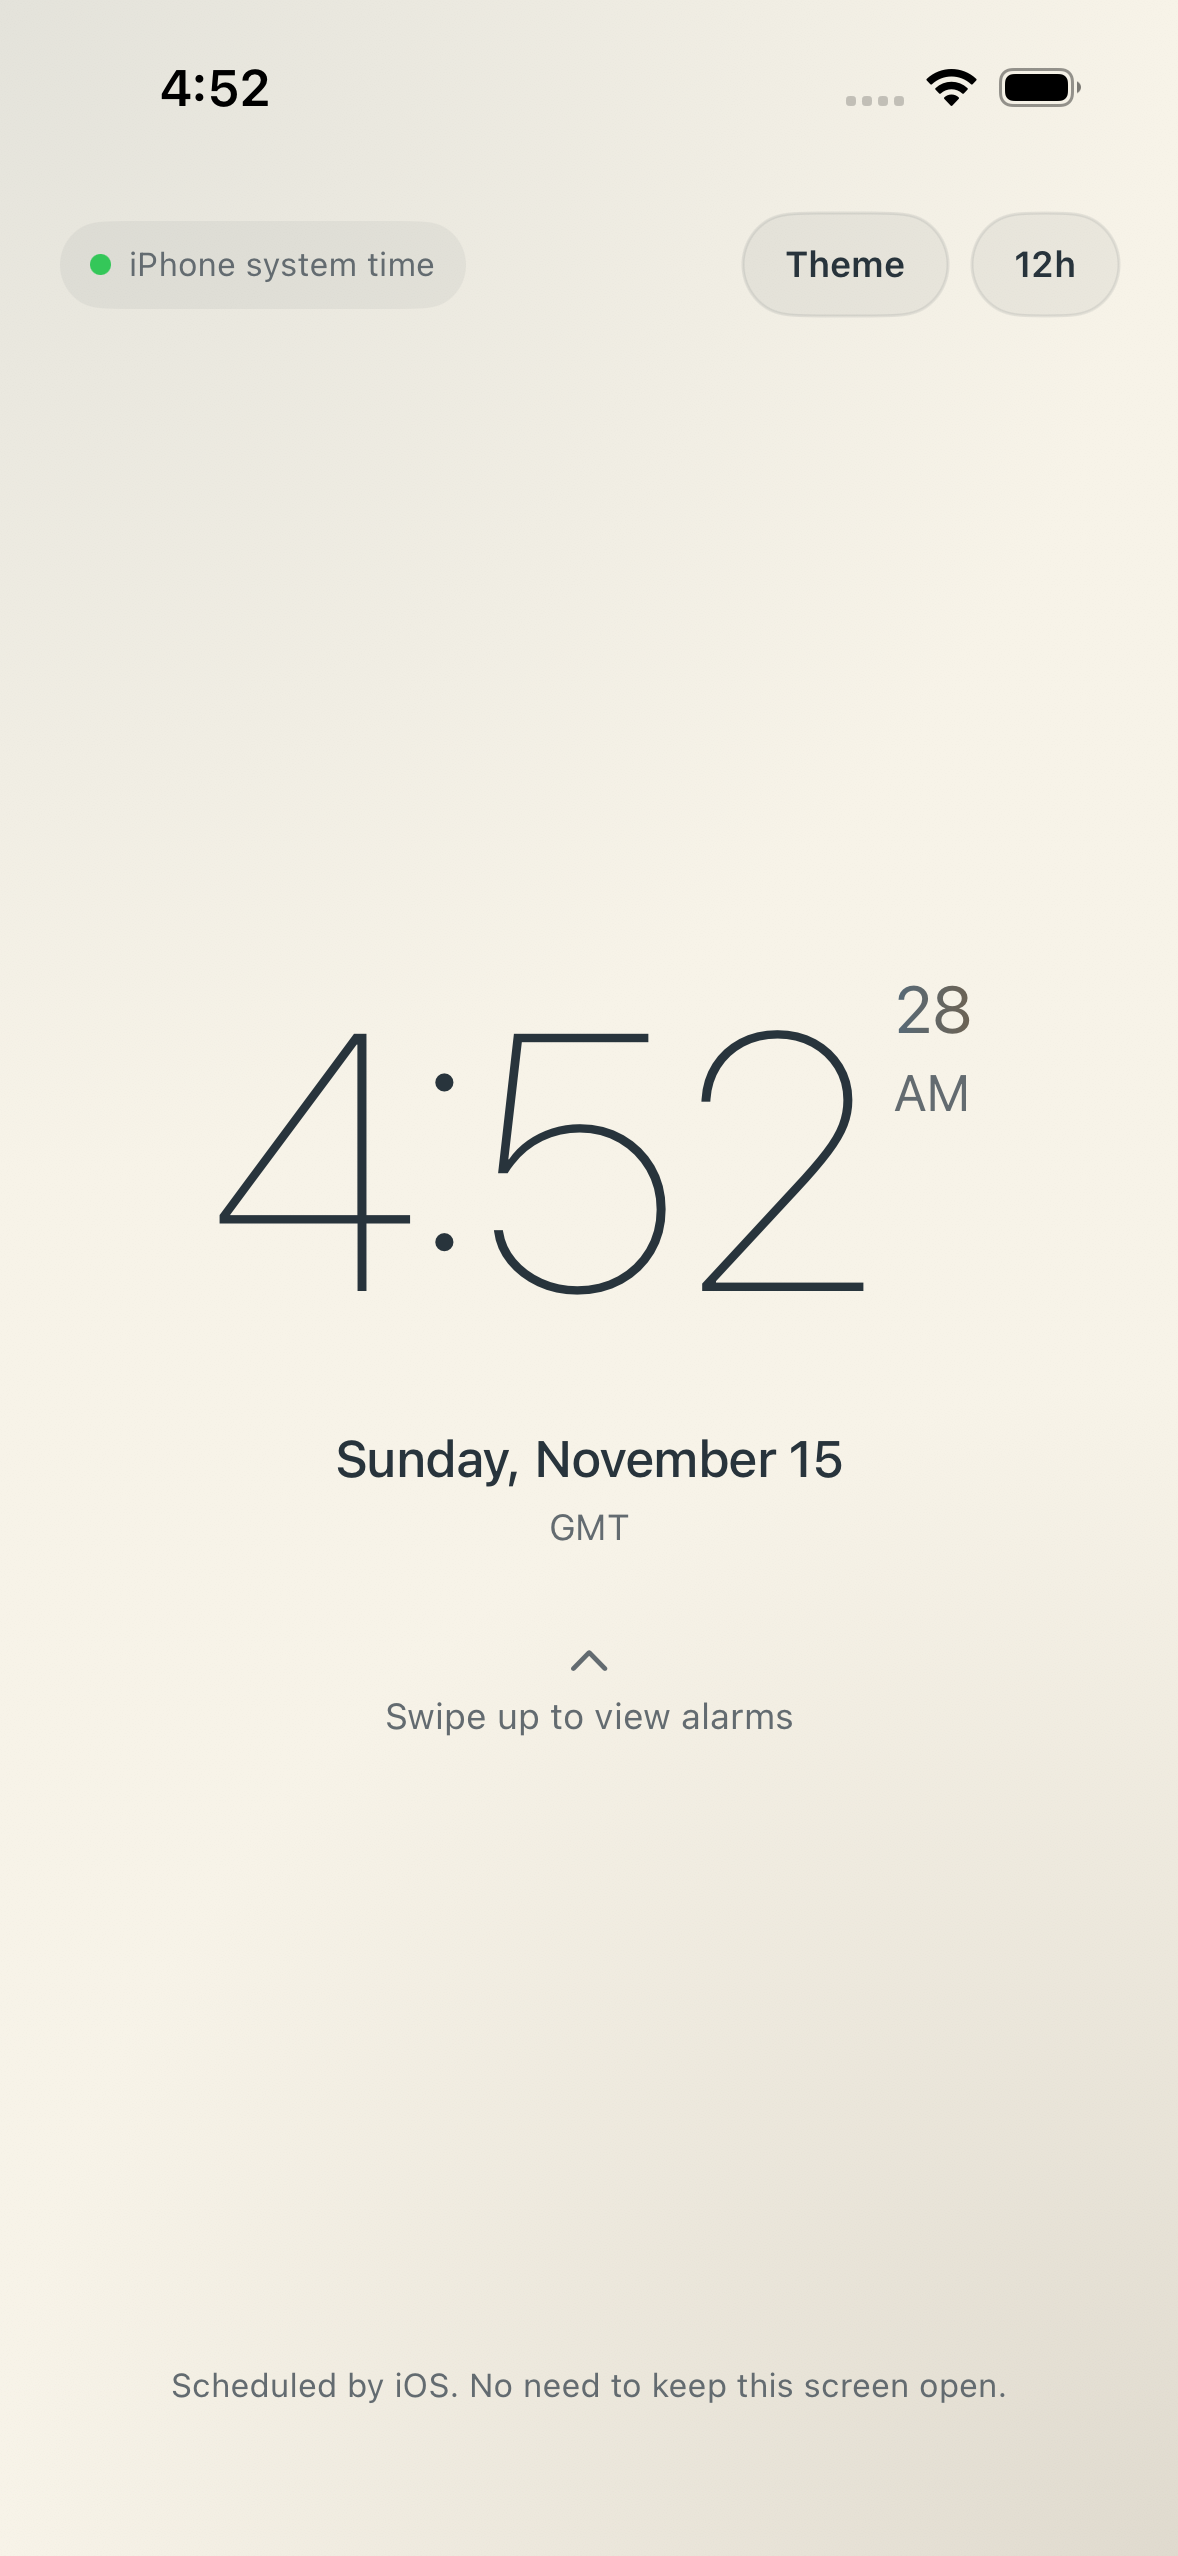 4:52
iPhone system time
Theme
12h
4:52
28
AM
Sunday, November 15
GMT
Swipe up to view alarms
Scheduled by iOS. No need to keep this screen open.